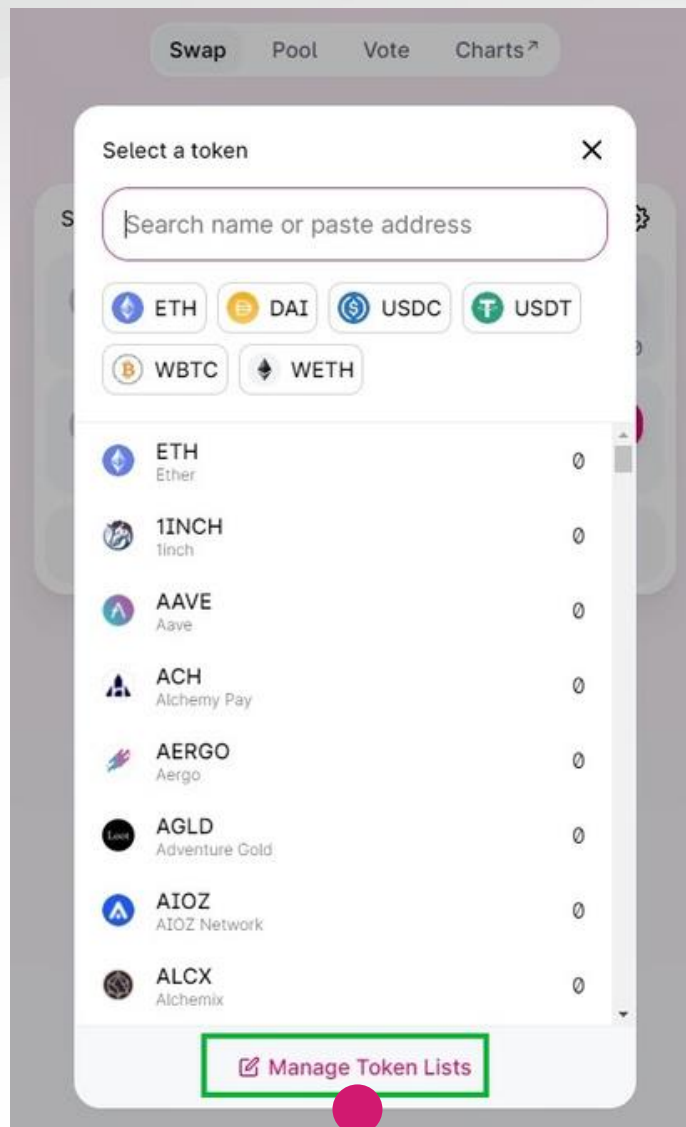 Swap Pool Vote Charts↗
Select a token
S
Search name or paste address
ETH DAI USDC USDT
WBTC WETH
ETH
Ether
0
1INCH
1inch
0
AAVE
Aave
0
ACH
Alchemy Pay
0
AERGO
Aergo
0
Loot
AGLD
Adventure Gold
0
AIOZ
AIOZ Network
0
ALCX
Alchemix
0
Manage Token Lists